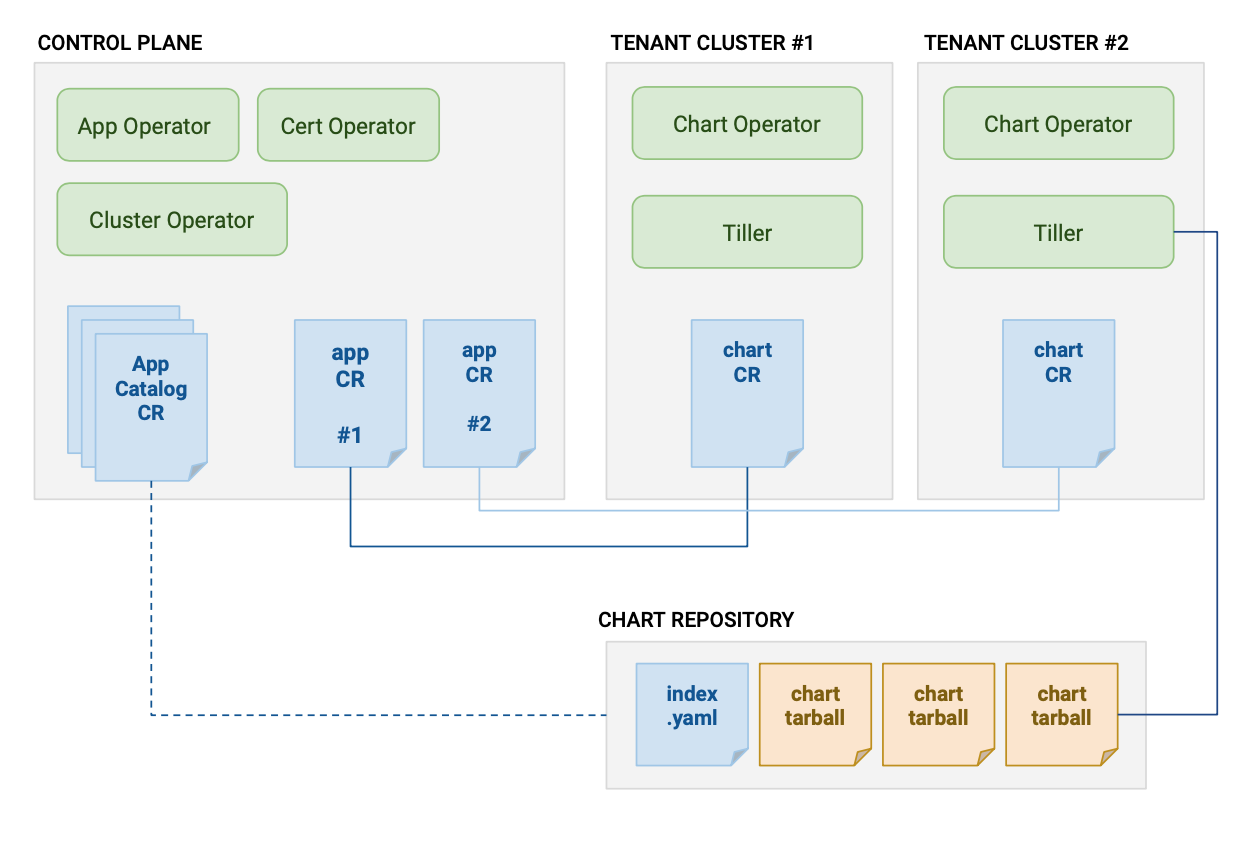 CONTROL PLANE
App Operator
Cert Operator
Cluster Operator
App
Catalog
CR
app
CR
#1
app
CR
#2
TENANT CLUSTER #1
Chart Operator
Tiller
chart
CR
TENANT CLUSTER #2
Chart Operator
Tiller
chart
CR
CHART REPOSITORY
index
.yaml
chart
tarball
chart
tarball
chart
tarball